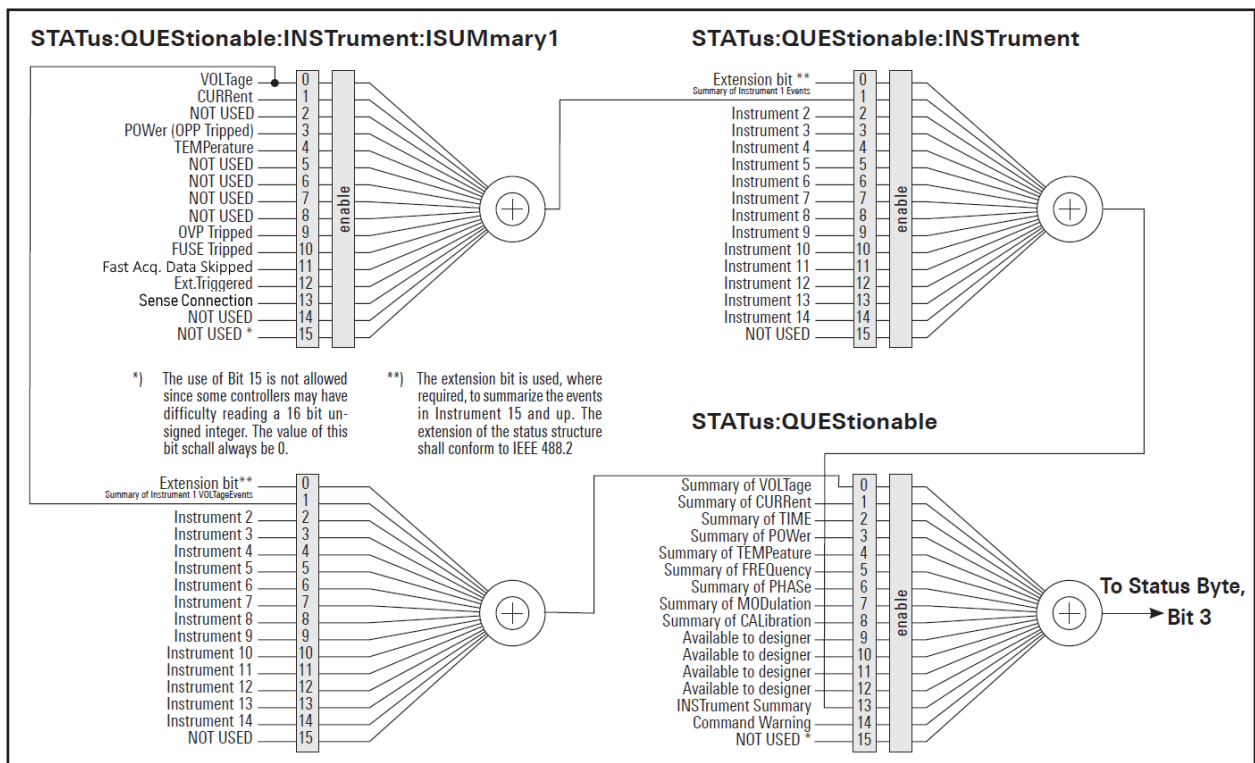 STATus:QUEStionable:INSTrument:ISUMmary1
VOLTage 0
CURRent 1
NOT USED 2
POWer (OPP Tripped) 3
TEMPerature 4
NOT USED 5
NOT USED 6
NOT USED 7
NOT USED 8
OVP Tripped 9
FUSE Tripped 10
Fast Acq. Data Skipped 11
Ext.Triggered 12
Sense Connection 13
NOT USED 14
NOT USED * 15
enable
STATus:QUEStionable:INSTrument
Extension bit ** 0
Summary of Instrument 1 Events 1
Instrument 2 2
Instrument 3 3
Instrument 4 4
Instrument 5 5
Instrument 6 6
Instrument 7 7
Instrument 8 8
Instrument 9 9
Instrument 10 10
Instrument 11 11
Instrument 12 12
Instrument 13 13
Instrument 14 14
NOT USED 15
enable
*) The use of Bit 15 is not allowed
since some controllers may have
difficulty reading a 16 bit un-
signed integer. The value of this
bit schall always be 0.
**) The extension bit is used, where
required, to summarize the events
in Instrument 15 and up. The
extension of the status structure
shall conform to IEEE 488.2
Extension bit** 0
Summary of Instrument 1 VOLTageEvents 1
Instrument 2 2
Instrument 3 3
Instrument 4 4
Instrument 5 5
Instrument 6 6
Instrument 7 7
Instrument 8 8
Instrument 9 9
Instrument 10 10
Instrument 11 11
Instrument 12 12
Instrument 13 13
Instrument 14 14
NOT USED 15
STATus:QUEStionable
Summary of VOLTage 0
Summary of CURRent 1
Summary of TIME 2
Summary of POWer 3
Summary of TEMPeature 4
Summary of FREQuency 5
Summary of PHASe 6
Summary of MODulation 7
Summary of CALibration 8
Available to designer 9
Available to designer 10
Available to designer 11
Available to designer 12
INSTrument Summary 13
Command Warning 14
NOT USED * 15
enable
To Status Byte,
Bit 3